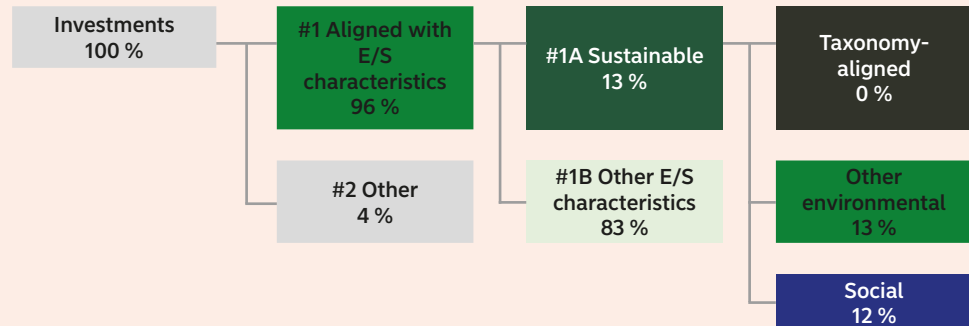 Investments
100 %
#1 Aligned with
E/S
characteristics
96 %
#2 Other
4 %
#1A Sustainable
13 %
#1B Other E/S
characteristics
83 %
Taxonomy-
aligned
0 %
Other
environmental
13 %
Social
12 %